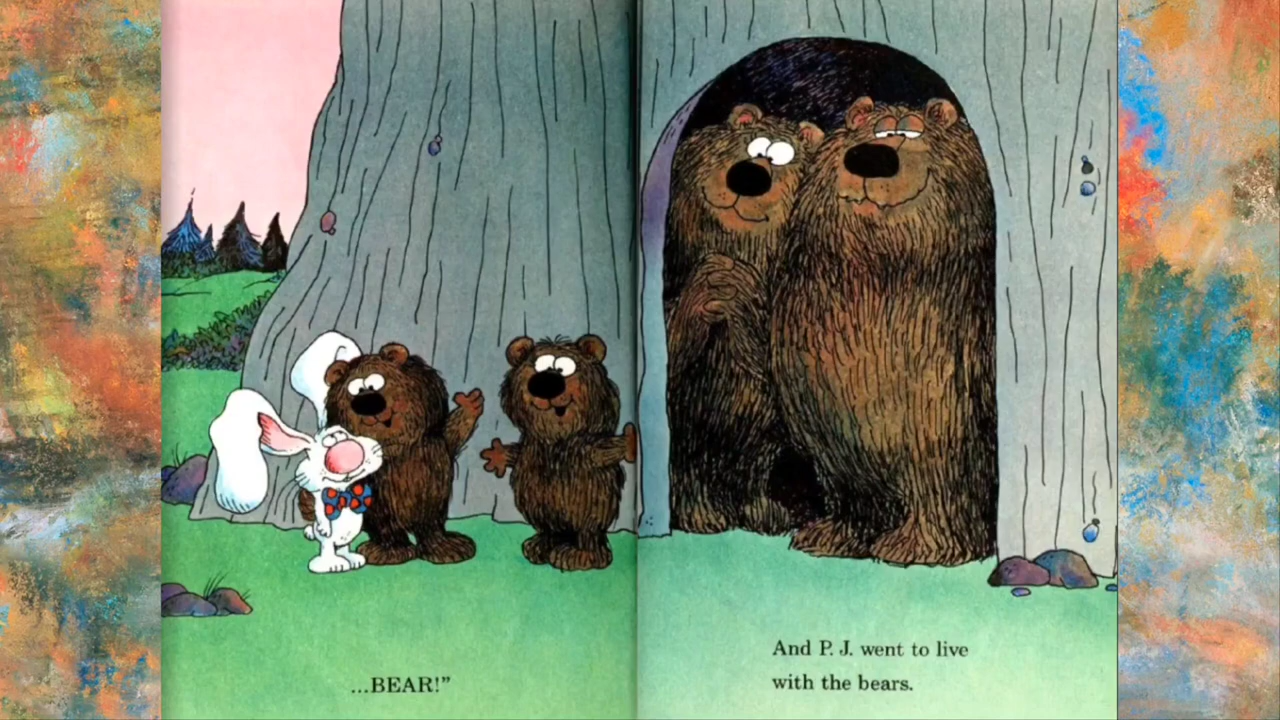 ...BEAR!”
And P. J. went to live
with the bears.